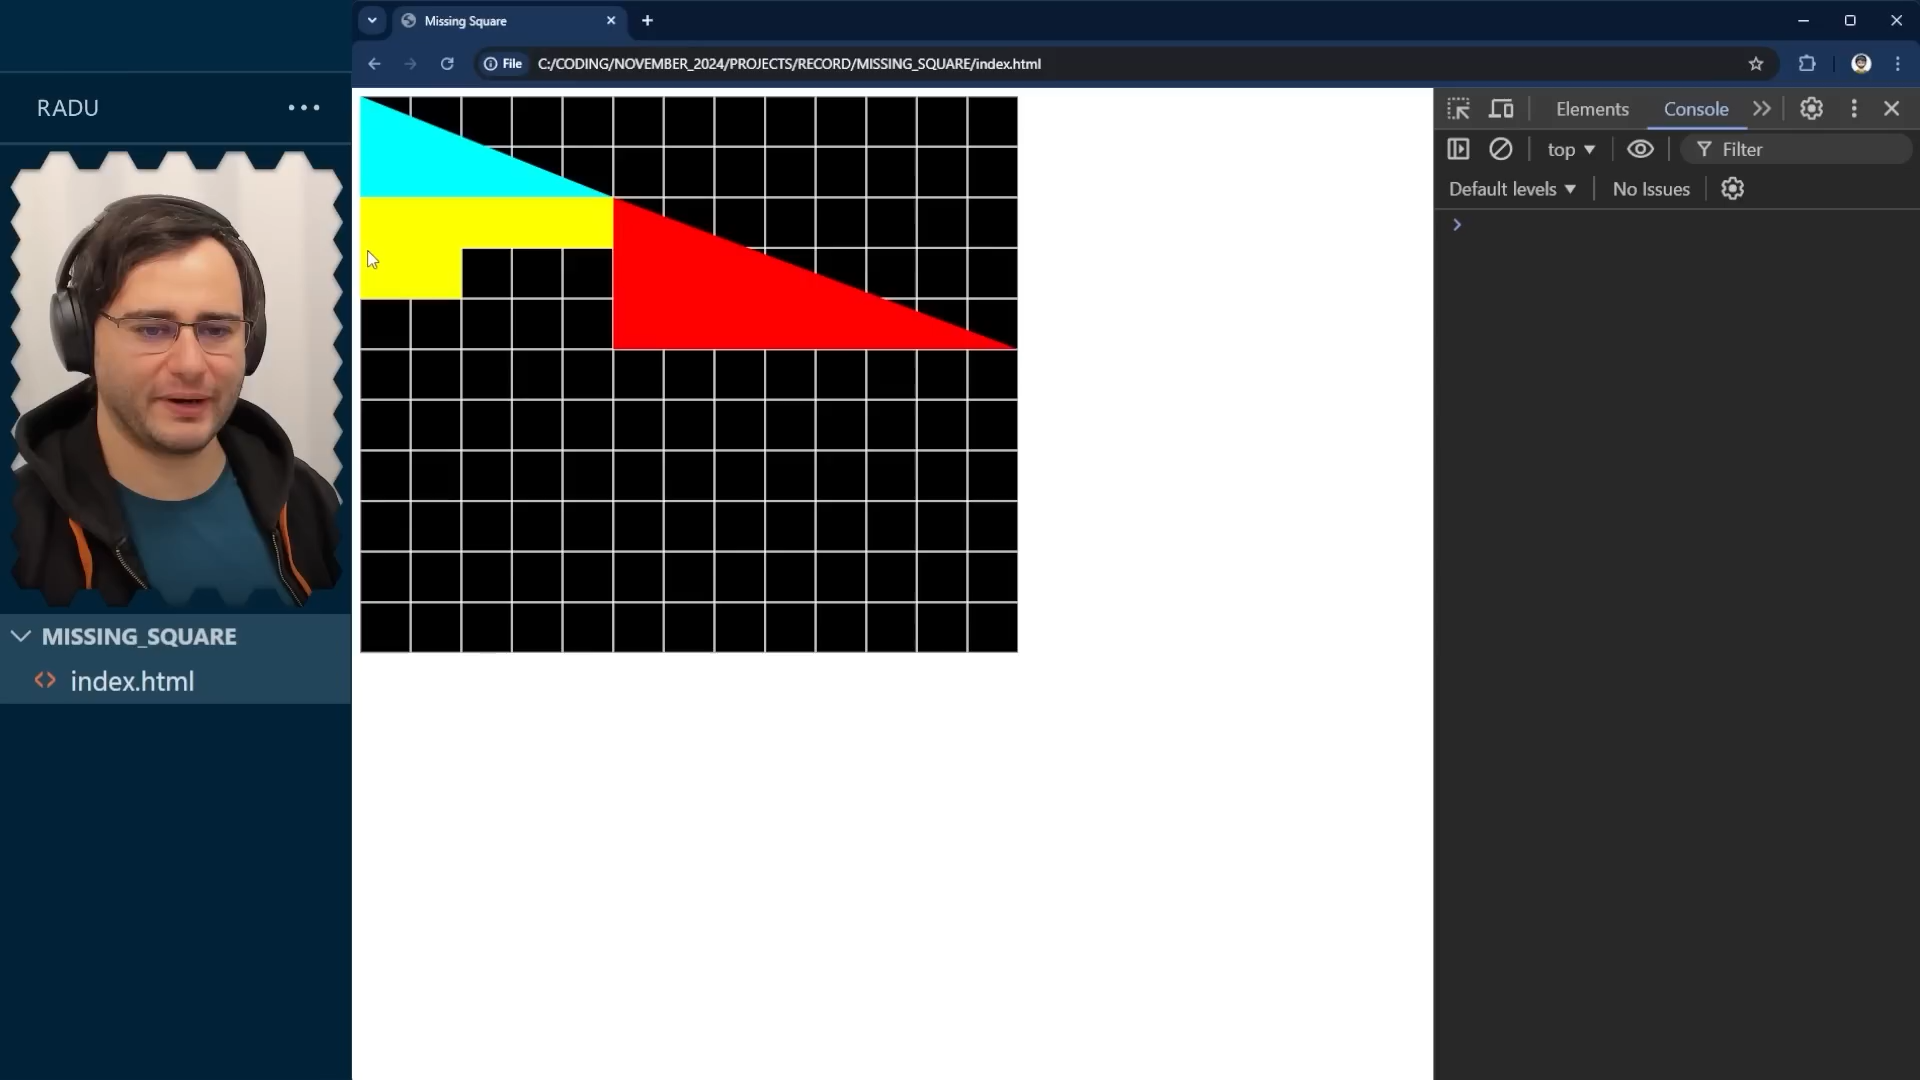 Missing Square
File C:/CODING/NOVEMBER_2024/PROJECTS/RECORD/MISSING_SQUARE/index.html
RADU
Elements Console
top Filter
Default levels No Issues
MISSING_SQUARE
index.html